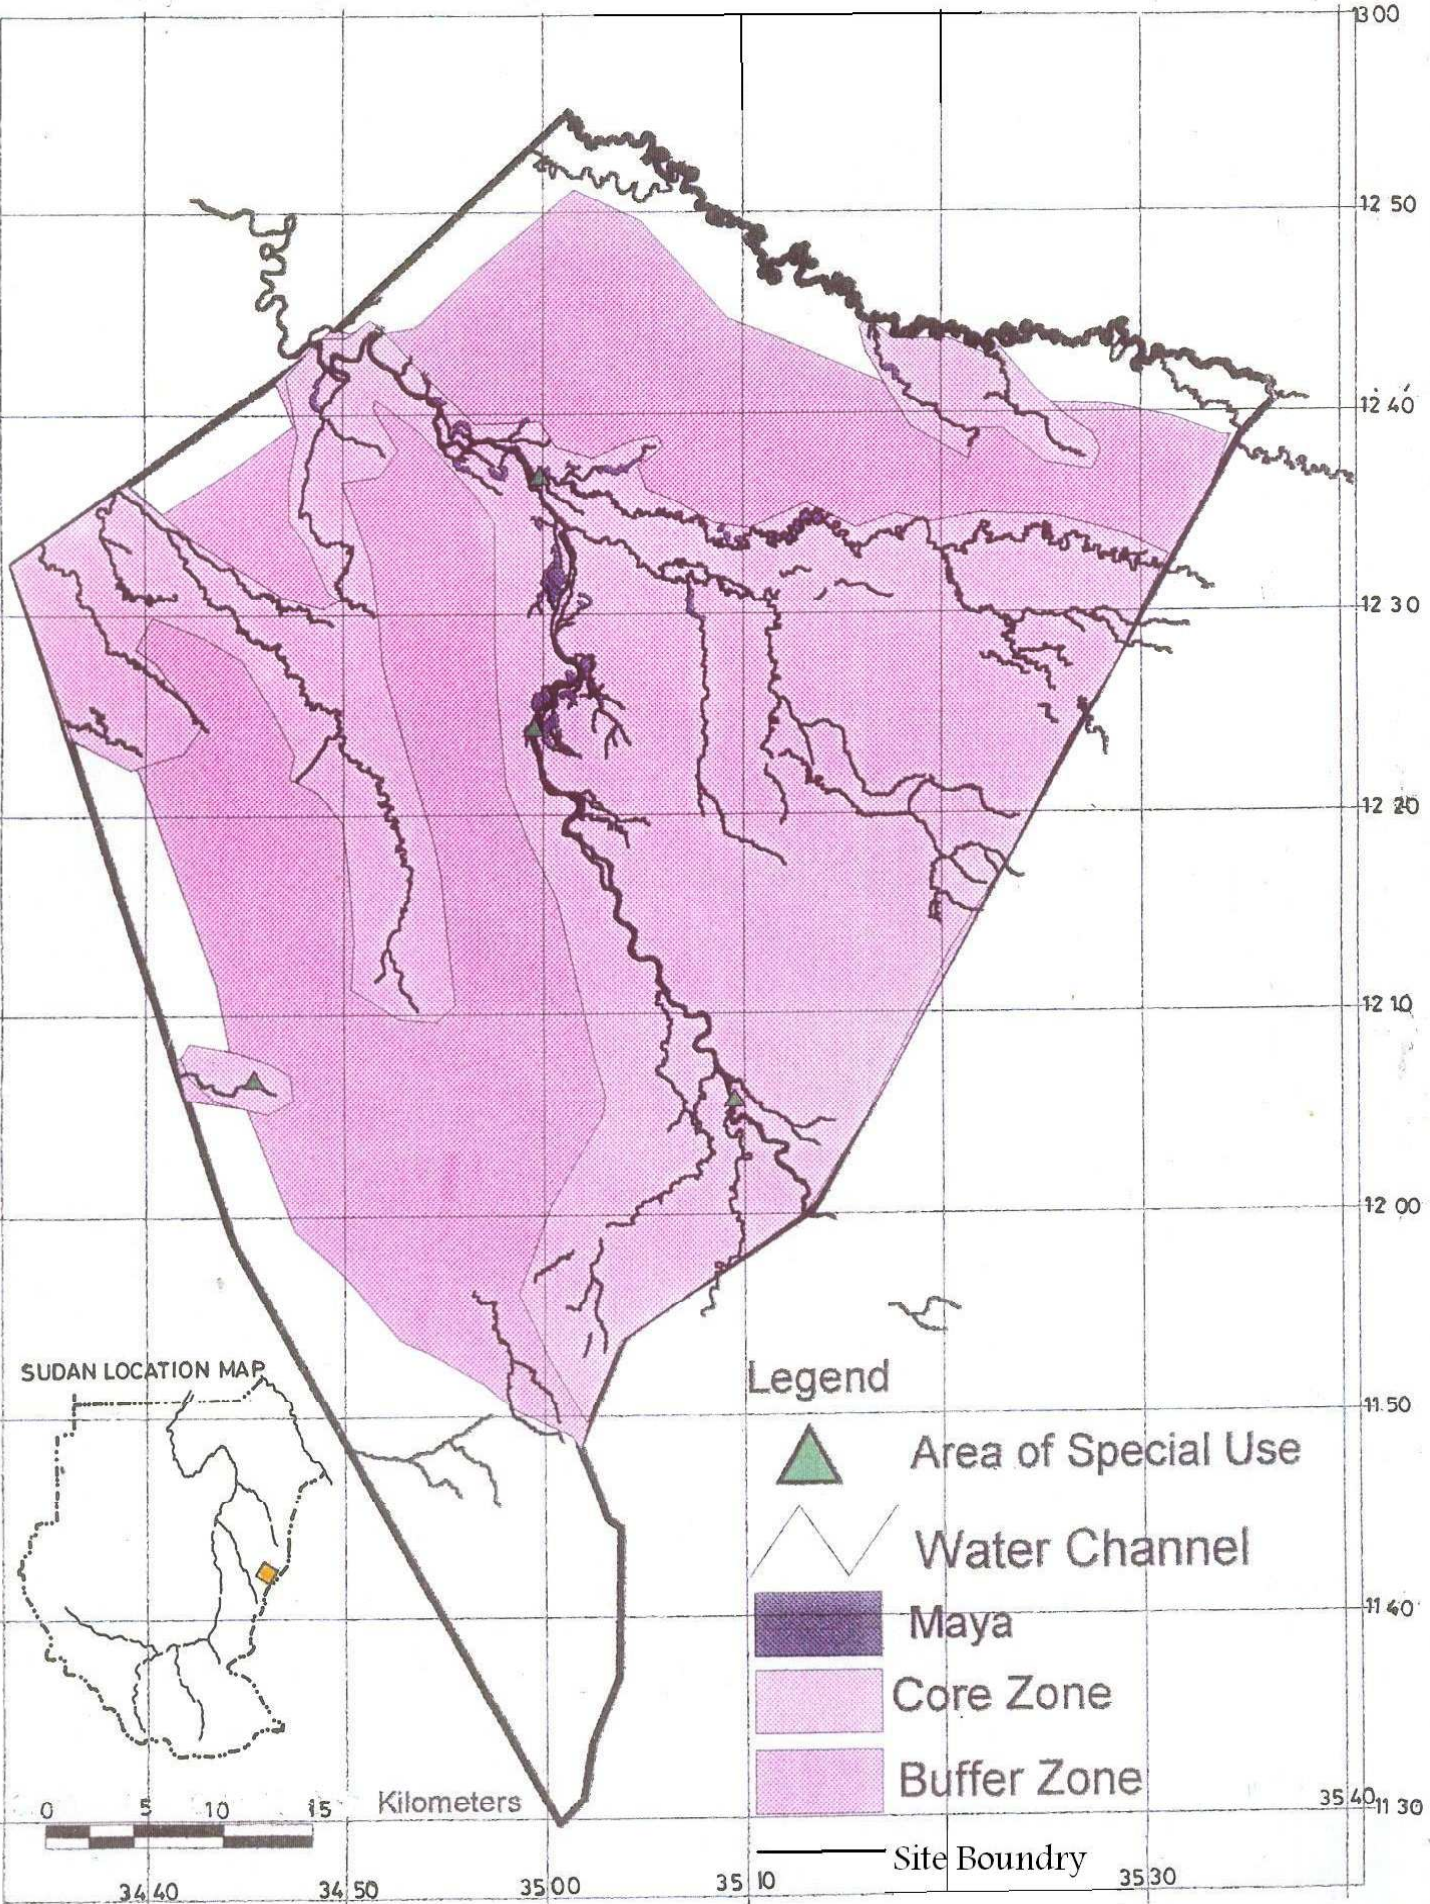 13 00
12 50
12 40
12 30
12 20
12 10
12 00
SUDAN LOCATION MAP
Legend
11 50
Area of Special Use
Water Channel
Maya
11 40
Core Zone
Buffer Zone
0 5 10 15
Kilometers
35 40
11 30
Site Boundry
34 40
34 50
35 00
35 10
35 30